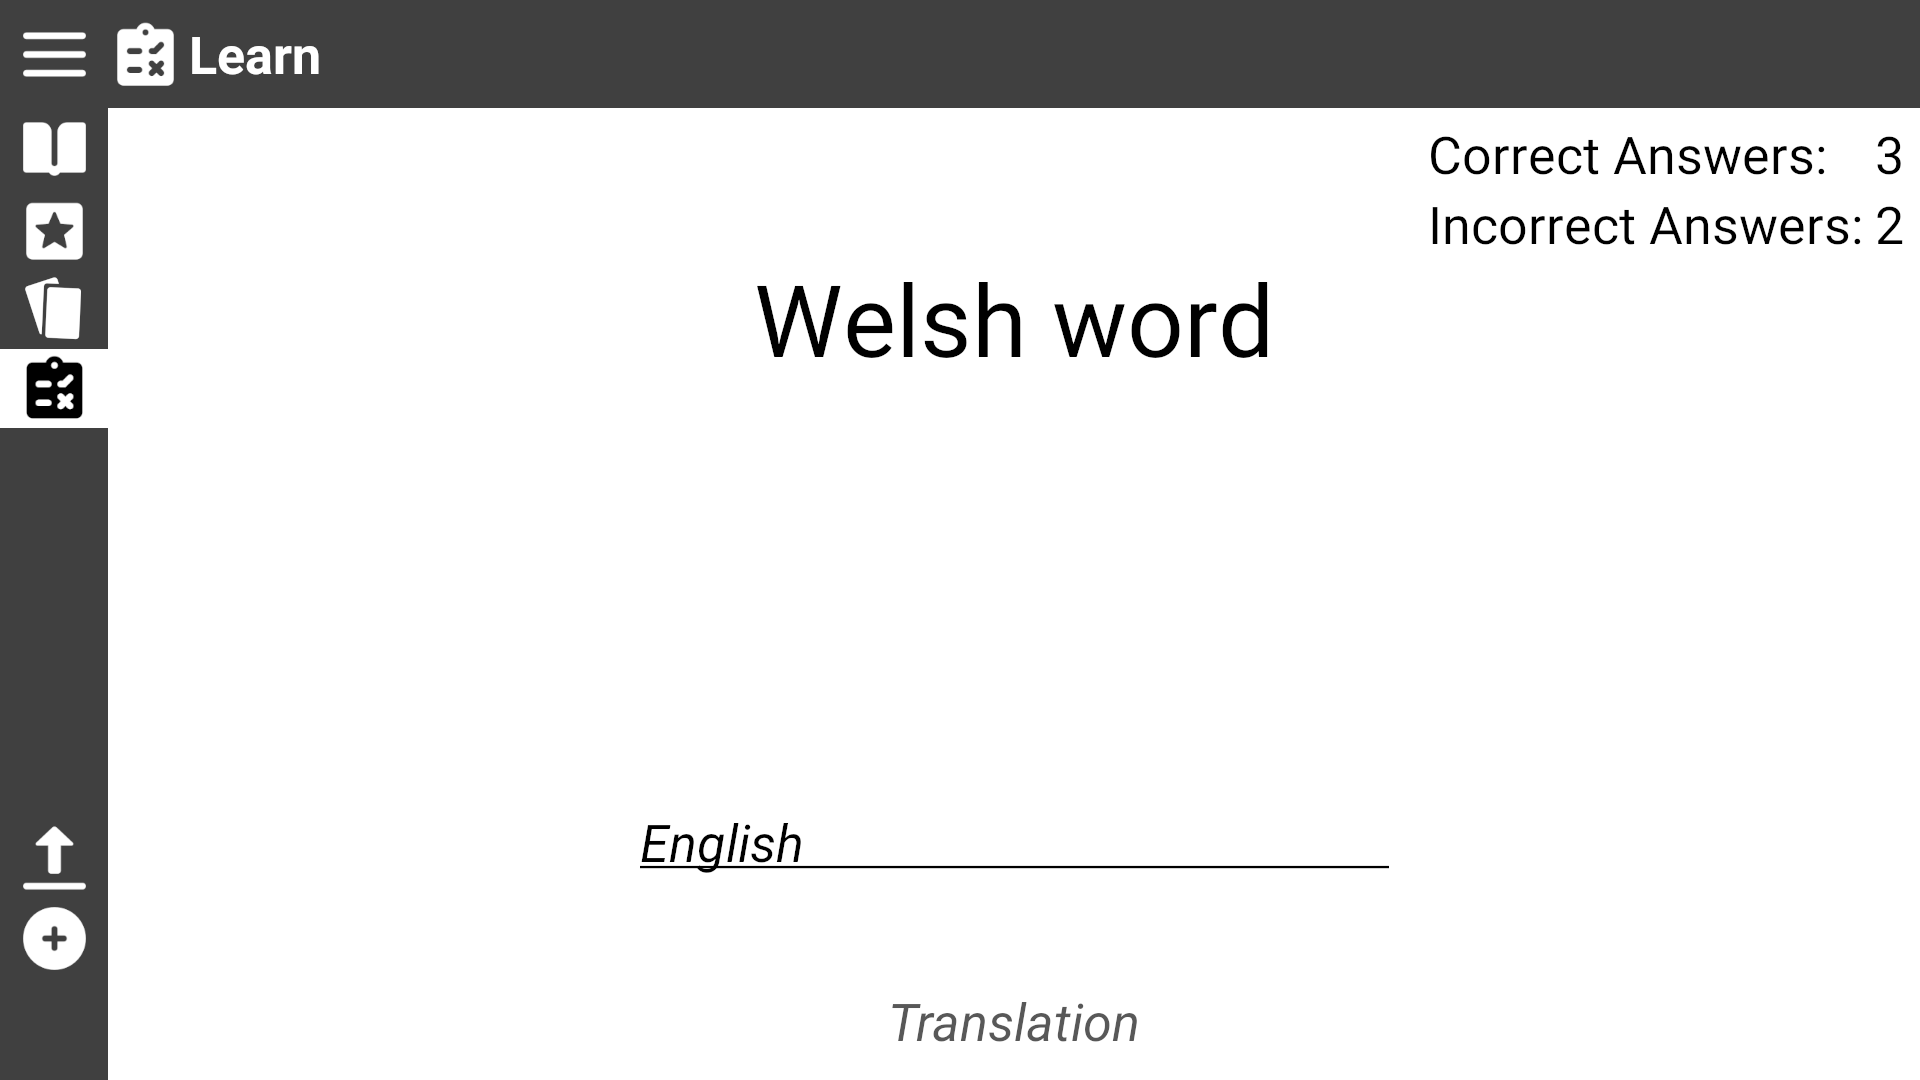 Learn
Correct Answers: 3
Incorrect Answers: 2
Welsh word
English
Translation